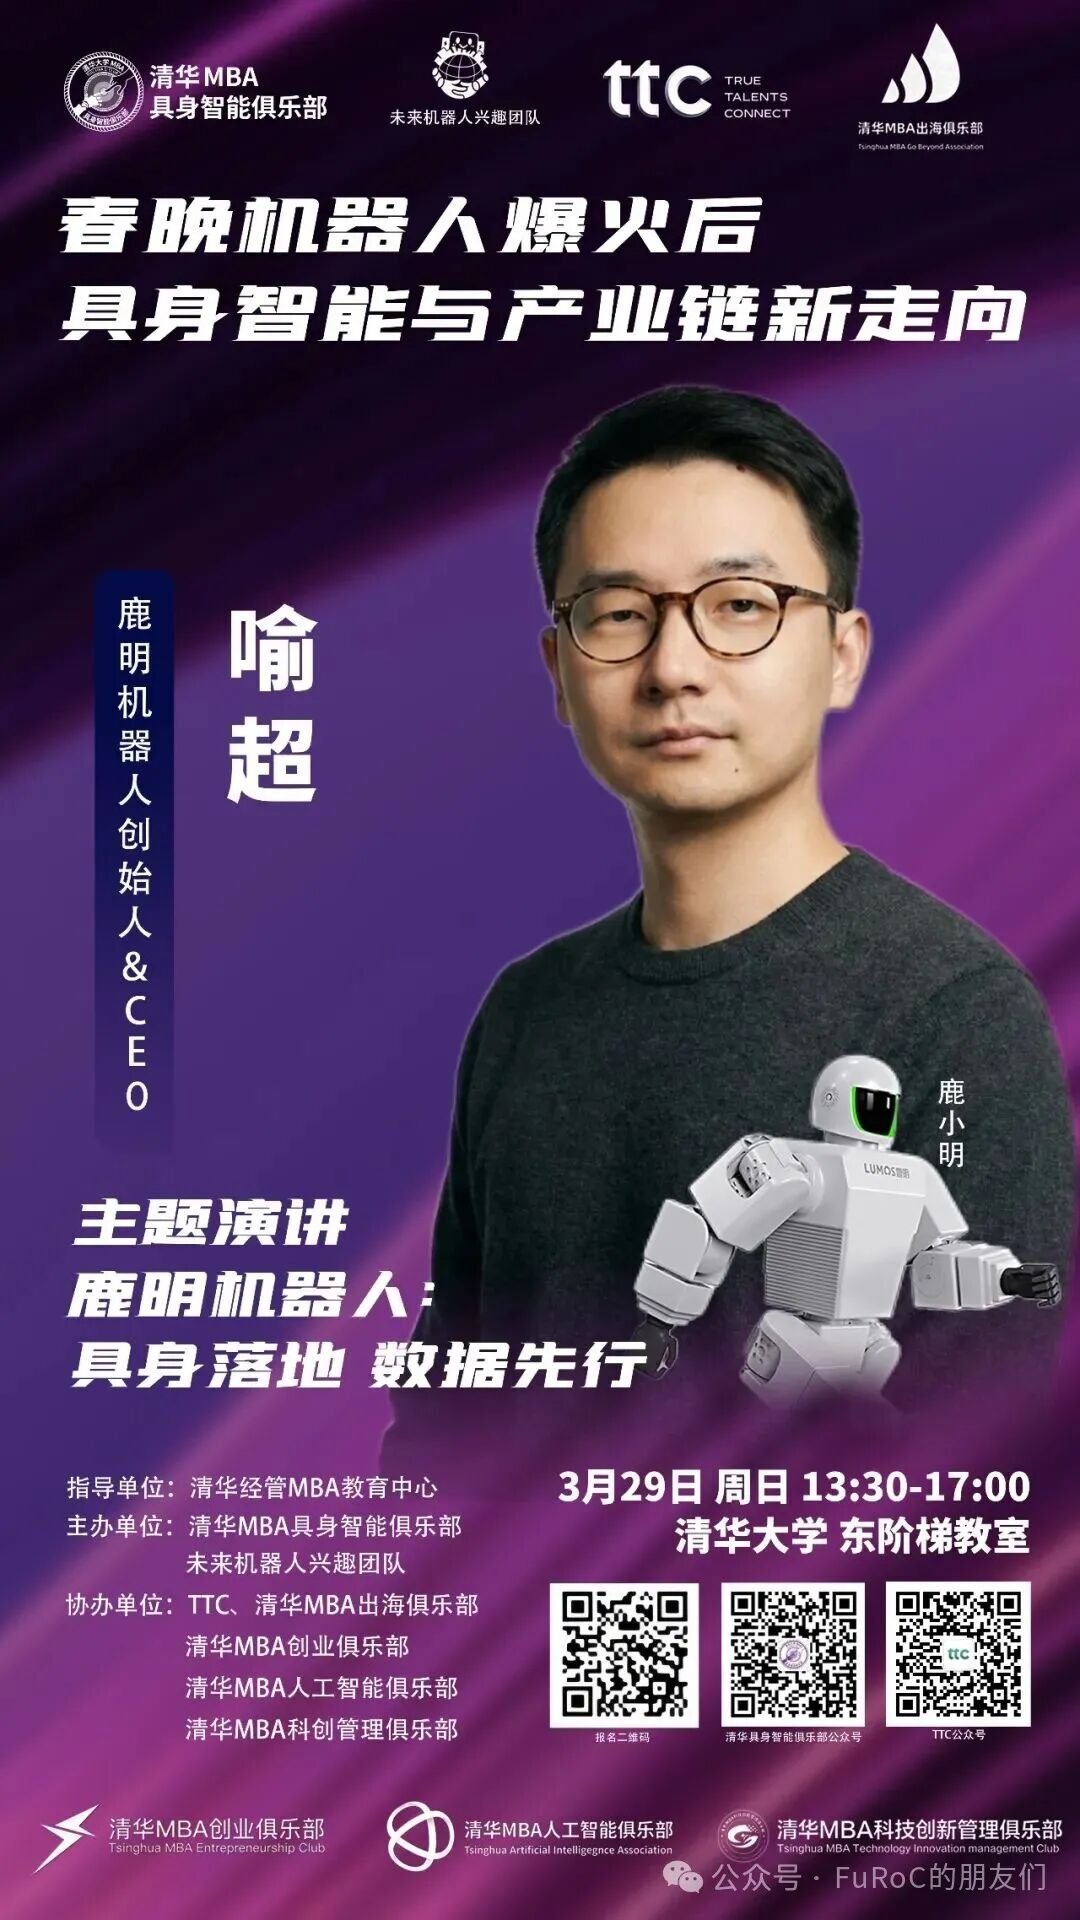 清华MBA
具身智能俱乐部
未来机器人兴趣团队
ttc TRUE
TALENTS
CONNECT
清华MBA出海俱乐部
Tsinghua MBA Go Beyond Association
春晚机器人爆火后
具身智能与产业链新走向
鹿明机器人创始人&CEO
喻超
鹿小明
LUMOS鹿明
主题演讲
鹿明机器人:
具身落地 数据先行
指导单位：清华经管MBA教育中心
主办单位：清华MBA具身智能俱乐部
未来机器人兴趣团队
协办单位：TTC、清华MBA出海俱乐部
清华MBA创业俱乐部
清华MBA人工智能俱乐部
清华MBA科创管理俱乐部
3月29日 周日 13:30-17:00
清华大学 东阶梯教室
报名二维码
清华具身智能俱乐部公众号
ttc
TTC公众号
清华MBA创业俱乐部
Tsinghua MBA Entrepreneurship Club
清华MBA人工智能俱乐部
Tsinghua Artificial Intelligegnce Association
清华MBA科技创新管理俱乐部
Tsinghua MBA Technology Innovation management Club
公众号 · FuRoC的朋友们